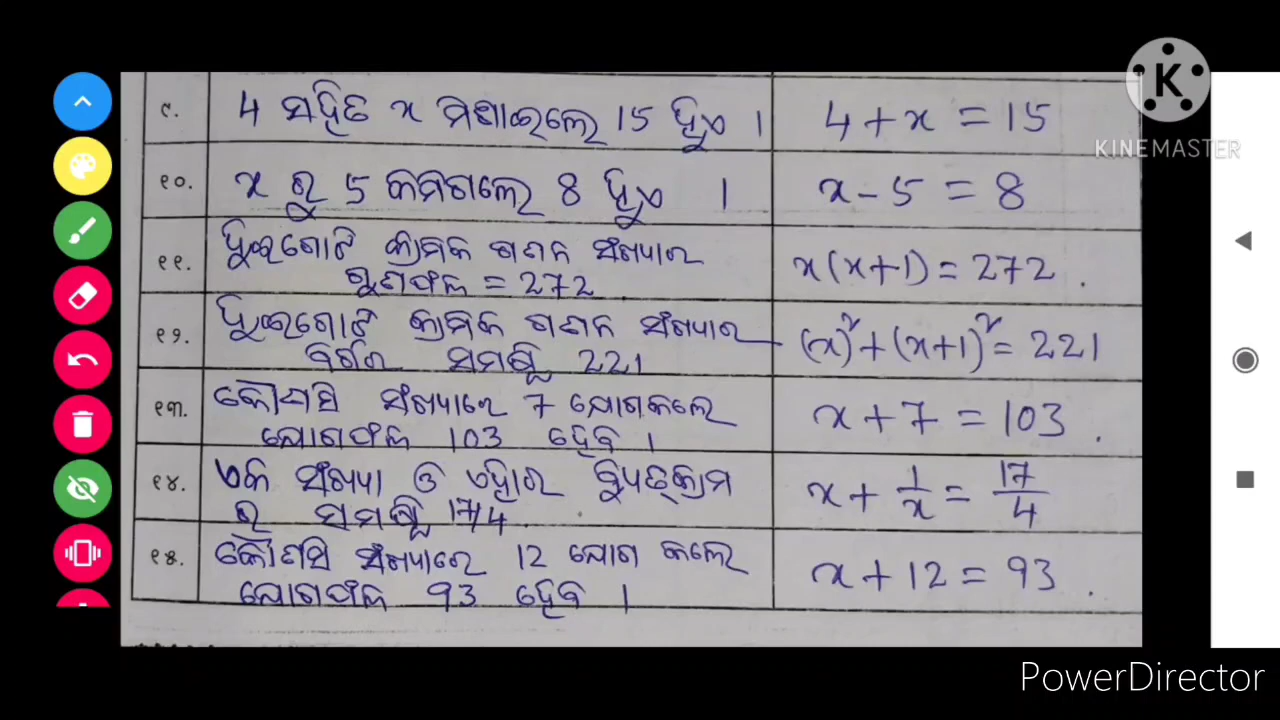 ୯. 4 ସହିତ x ମିଶାଇଲେ 15 ହୁଏ । 4 + x = 15
KINEMASTER
୧୦. x ରୁ 5 କମିଗଲେ 8 ହୁଏ । x - 5 = 8
୧୧. ଦୁଇଗୋଟି କ୍ରମିକ ଗଣନ ସଂଖ୍ୟାର
ଗୁଣଫଳ = 272 x(x+1) = 272 .
୧୨. ଦୁଇଗୋଟି କ୍ରମିକ ଗଣନ ସଂଖ୍ୟାର
ବର୍ଗର ସମଷ୍ଟି 221 (x)² + (x+1)² = 221
୧୩. କୌଣସି ସଂଖ୍ୟାରେ 7 ଯୋଗକଲେ
ଯୋଗଫଳ 103 ହେବ । x + 7 = 103 .
୧୪. ଏକ ସଂଖ୍ୟା ଓ ଏହାର ବ୍ୟୁତ୍କ୍ରମ
ର ସମଷ୍ଟି 17/4 . x + 1/x = 17/4
୧୫. କୌଣସି ସଂଖ୍ୟାରେ 12 ଯୋଗ କଲେ
ଯୋଗଫଳ 93 ହେବ । x + 12 = 93 .
PowerDirector